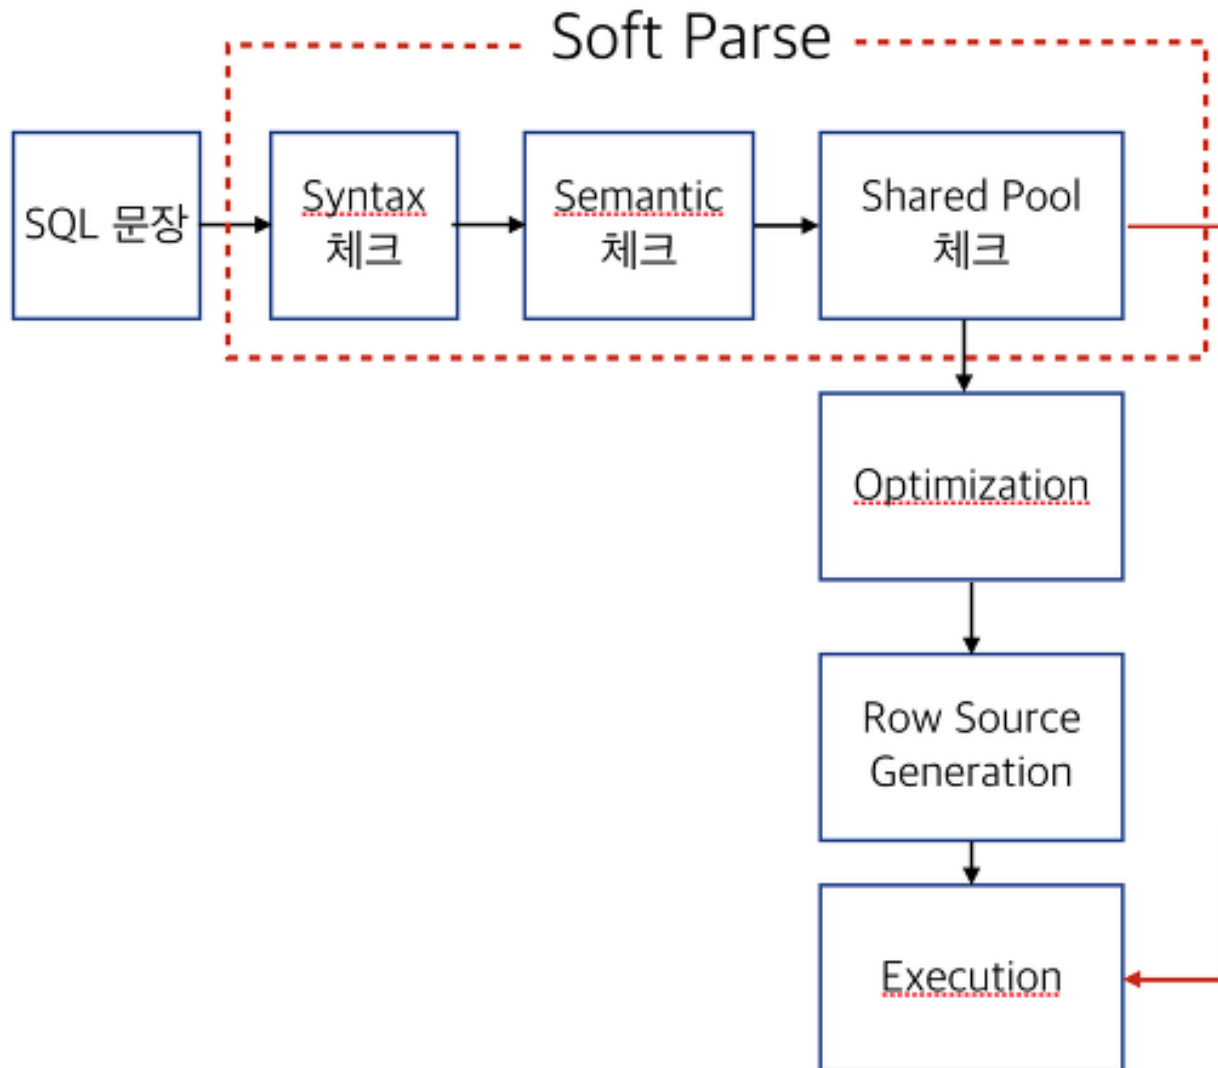 Soft Parse
SQL 문장
Syntax
체크
Semantic
체크
Shared Pool
체크
Optimization
Row Source
Generation
Execution